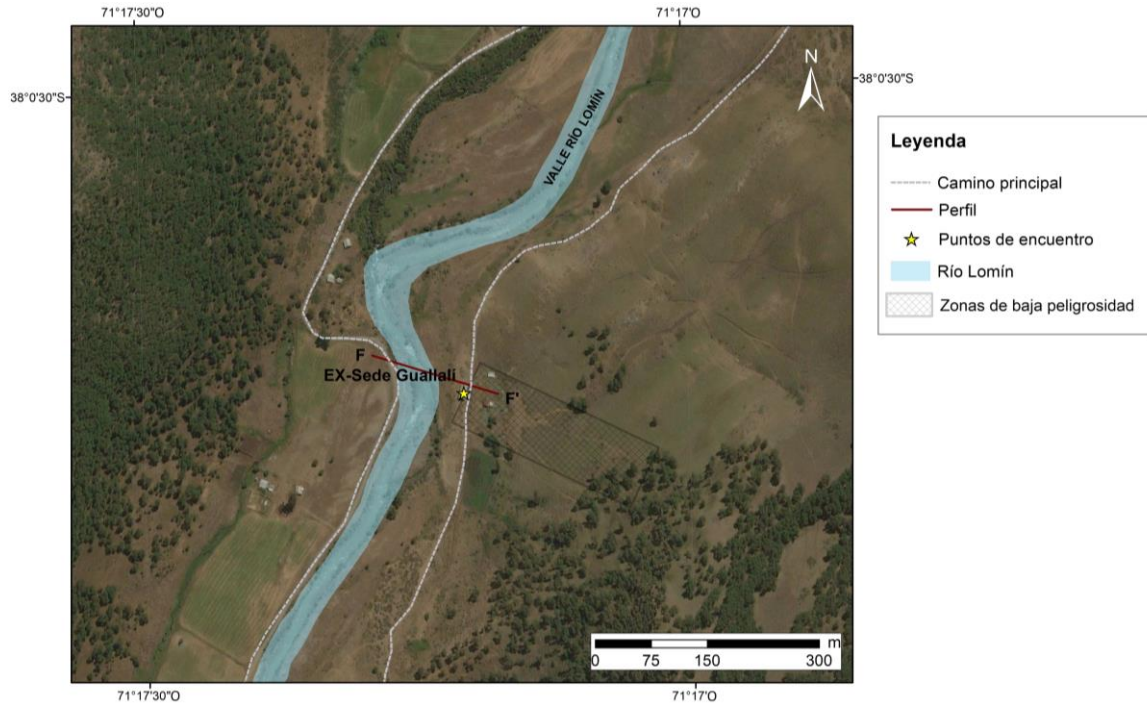 71°17'30"O
71°17'O
38°0'30"S
38°0'30"S
N
VALLE RÍO LOMÍN
F
EX-Sede Guallalí
F'
0 75 150 300 m
71°17'30"O
71°17'O
Leyenda
Camino principal
Perfil
Puntos de encuentro
Río Lomín
Zonas de baja peligrosidad